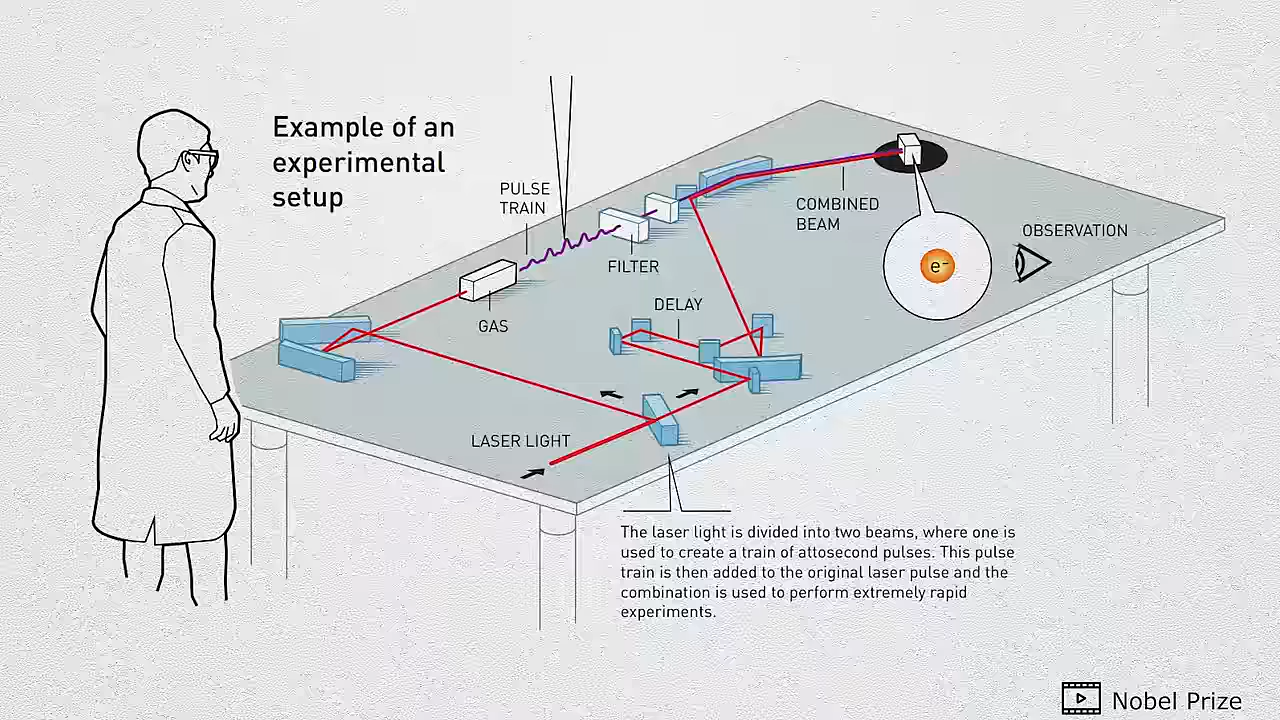 Example of an
experimental
setup
PULSE
TRAIN
FILTER
GAS
DELAY
COMBINED
BEAM
OBSERVATION
e⁻
LASER LIGHT
The laser light is divided into two beams, where one is
used to create a train of attosecond pulses. This pulse
train is then added to the original laser pulse and the
combination is used to perform extremely rapid
experiments.
Nobel Prize